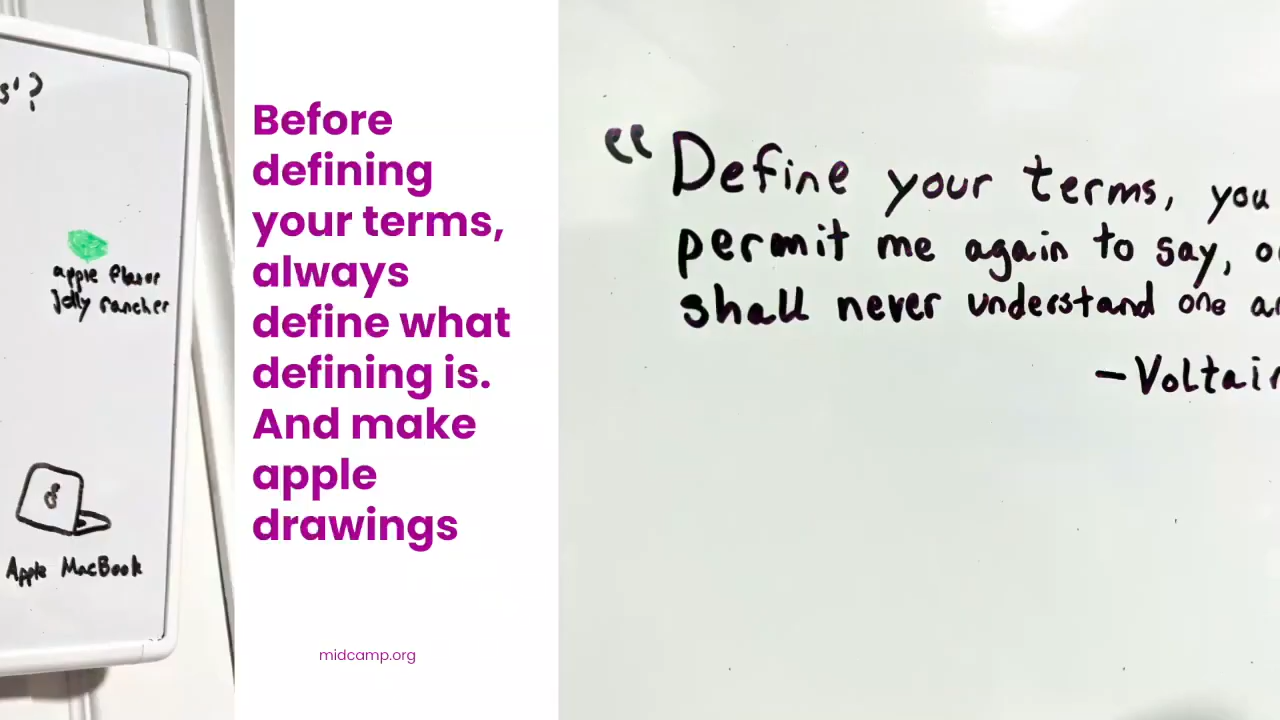 s'?
apple flavor
Jolly rancher
Apple MacBook
Before
defining
your terms,
always
define what
defining is.
And make
apple
drawings
midcamp.org
“Define your terms, you
permit me again to say, o
shall never understand one a
-Voltair